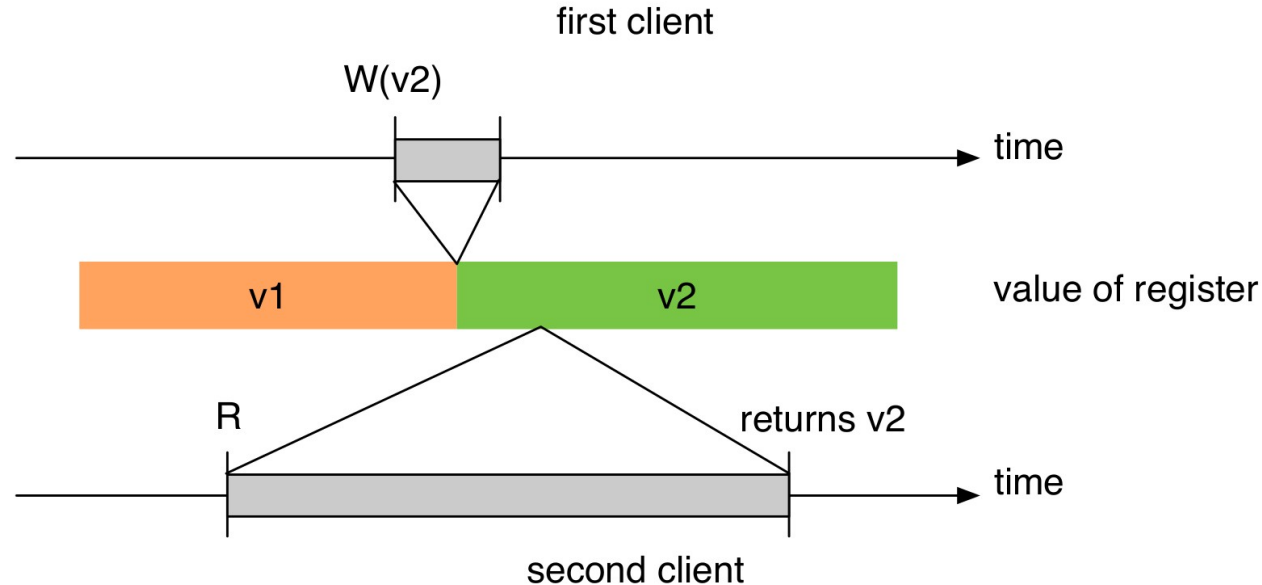 first client
W(v2)
time
v1
v2
value of register
R
returns v2
time
second client